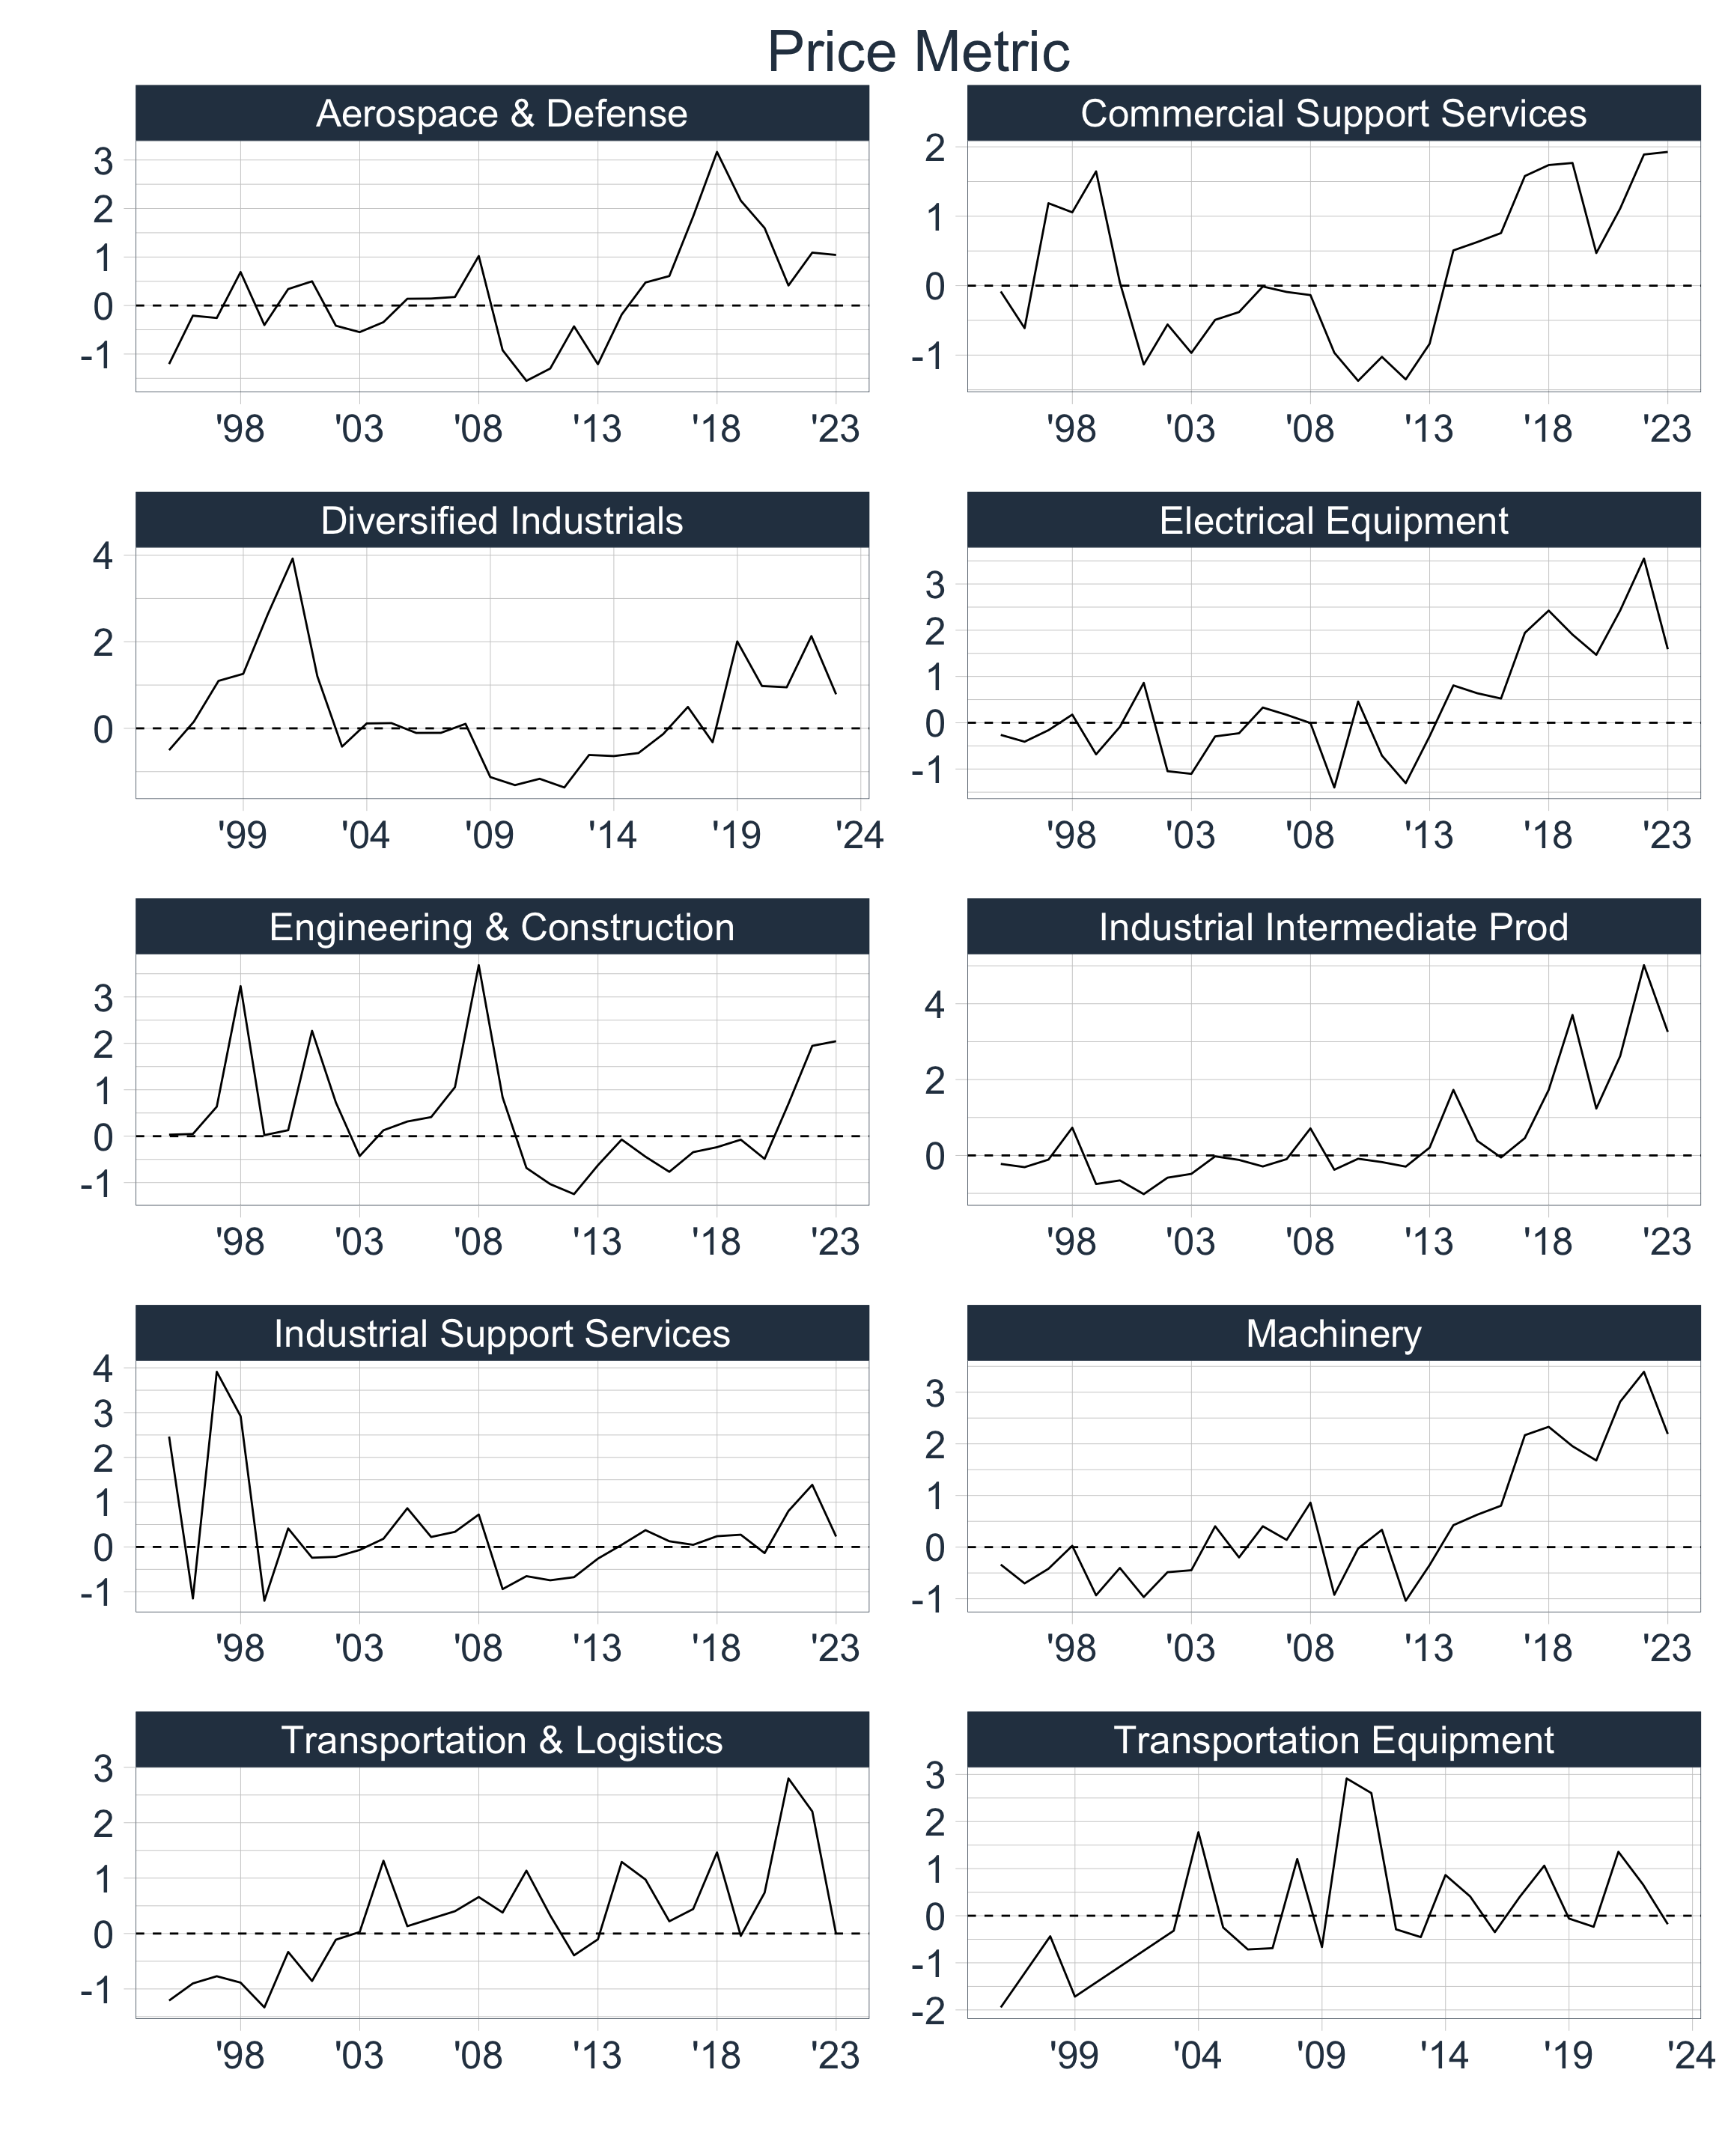 Price Metric
Aerospace & Defense
3
2
1
0
-1
'98 '03 '08 '13 '18 '23
Commercial Support Services
2
1
0
-1
'98 '03 '08 '13 '18 '23
Diversified Industrials
4
2
0
'99 '04 '09 '14 '19 '24
Electrical Equipment
3
2
1
0
-1
'98 '03 '08 '13 '18 '23
Engineering & Construction
3
2
1
0
-1
'98 '03 '08 '13 '18 '23
Industrial Intermediate Prod
4
2
0
'98 '03 '08 '13 '18 '23
Industrial Support Services
4
3
2
1
0
-1
'98 '03 '08 '13 '18 '23
Machinery
3
2
1
0
-1
'98 '03 '08 '13 '18 '23
Transportation & Logistics
3
2
1
0
-1
'98 '03 '08 '13 '18 '23
Transportation Equipment
3
2
1
0
-1
-2
'99 '04 '09 '14 '19 '24